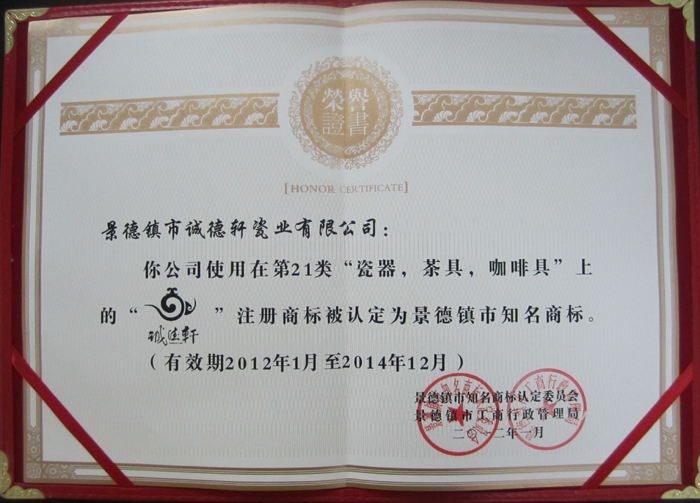 榮譽
證書
[HONOR CERTIFICATE]
景德镇市诚德轩瓷业有限公司：
你公司使用在第21类“瓷器，茶具，咖啡具”上
的“诚德轩”注册商标被认定为景德镇市知名商标。
（有效期2012年1月至2014年12月）
景德镇市知名商标认定委员会
景德镇市工商行政管理局
二〇一二年一月